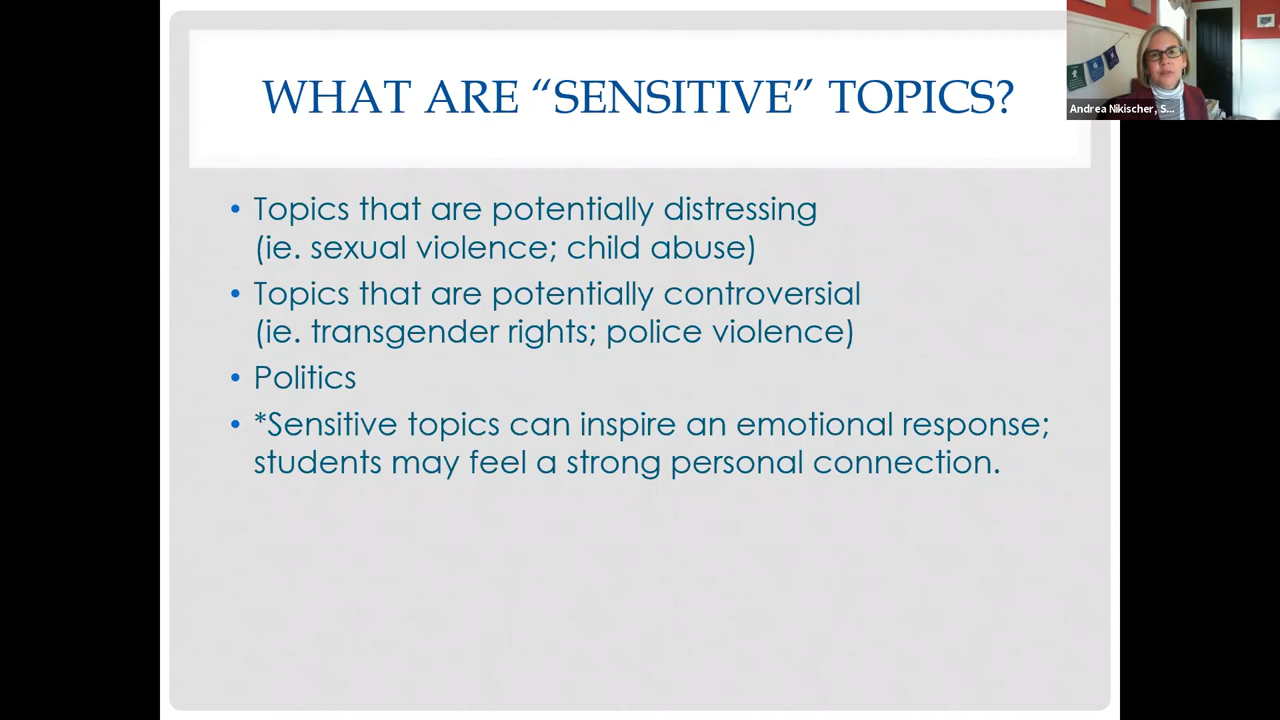 WHAT ARE “SENSITIVE” TOPICS?
Andrea Nikischer, S...
• Topics that are potentially distressing
(ie. sexual violence; child abuse)
• Topics that are potentially controversial
(ie. transgender rights; police violence)
• Politics
• *Sensitive topics can inspire an emotional response;
students may feel a strong personal connection.